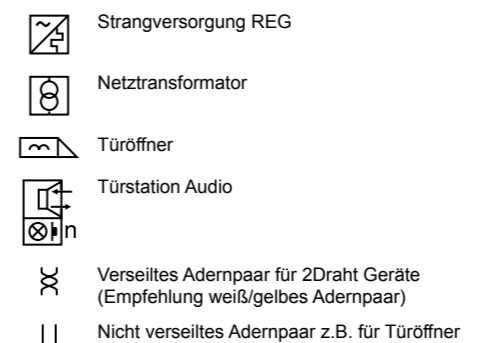 Strangversorgung REG
Netztransformator
Türöffner
Türstation Audio
n
Verseiltes Adernpaar für 2Draht Geräte
(Empfehlung weiß/gelbes Adernpaar)
Nicht verseiltes Adernpaar z.B. für Türöffner